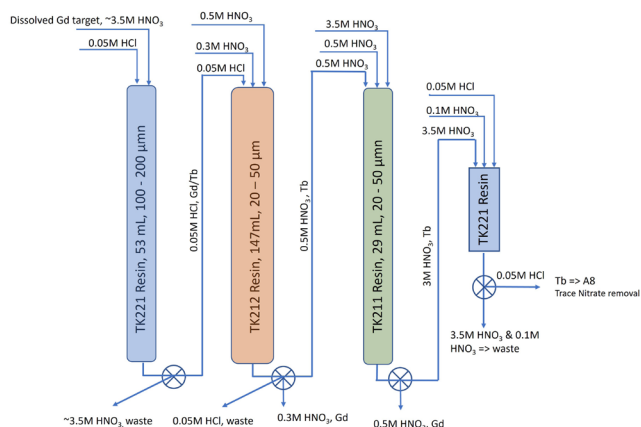 Dissolved Gd target, ~3.5M HNO₃
0.05M HCl
TK221 Resin, 53 mL, 100 - 200 µmn
~3.5M HNO₃, waste
0.05M HCl, Gd/Tb
0.5M HNO₃
0.3M HNO₃
0.05M HCl
TK212 Resin, 147mL, 20 – 50 µm
0.05M HCl, waste
0.3M HNO₃, Gd
0.5M HNO₃, Tb
3.5M HNO₃
0.5M HNO₃
0.5M HNO₃
TK211 Resin, 29 mL, 20 - 50 µm
0.5M HNO₃, Gd
3M HNO₃, Tb
0.05M HCl
0.1M HNO₃
3.5M HNO₃
TK221 Resin
0.05M HCl
Tb => A8
Trace Nitrate removal
3.5M HNO₃ & 0.1M
HNO₃ => waste